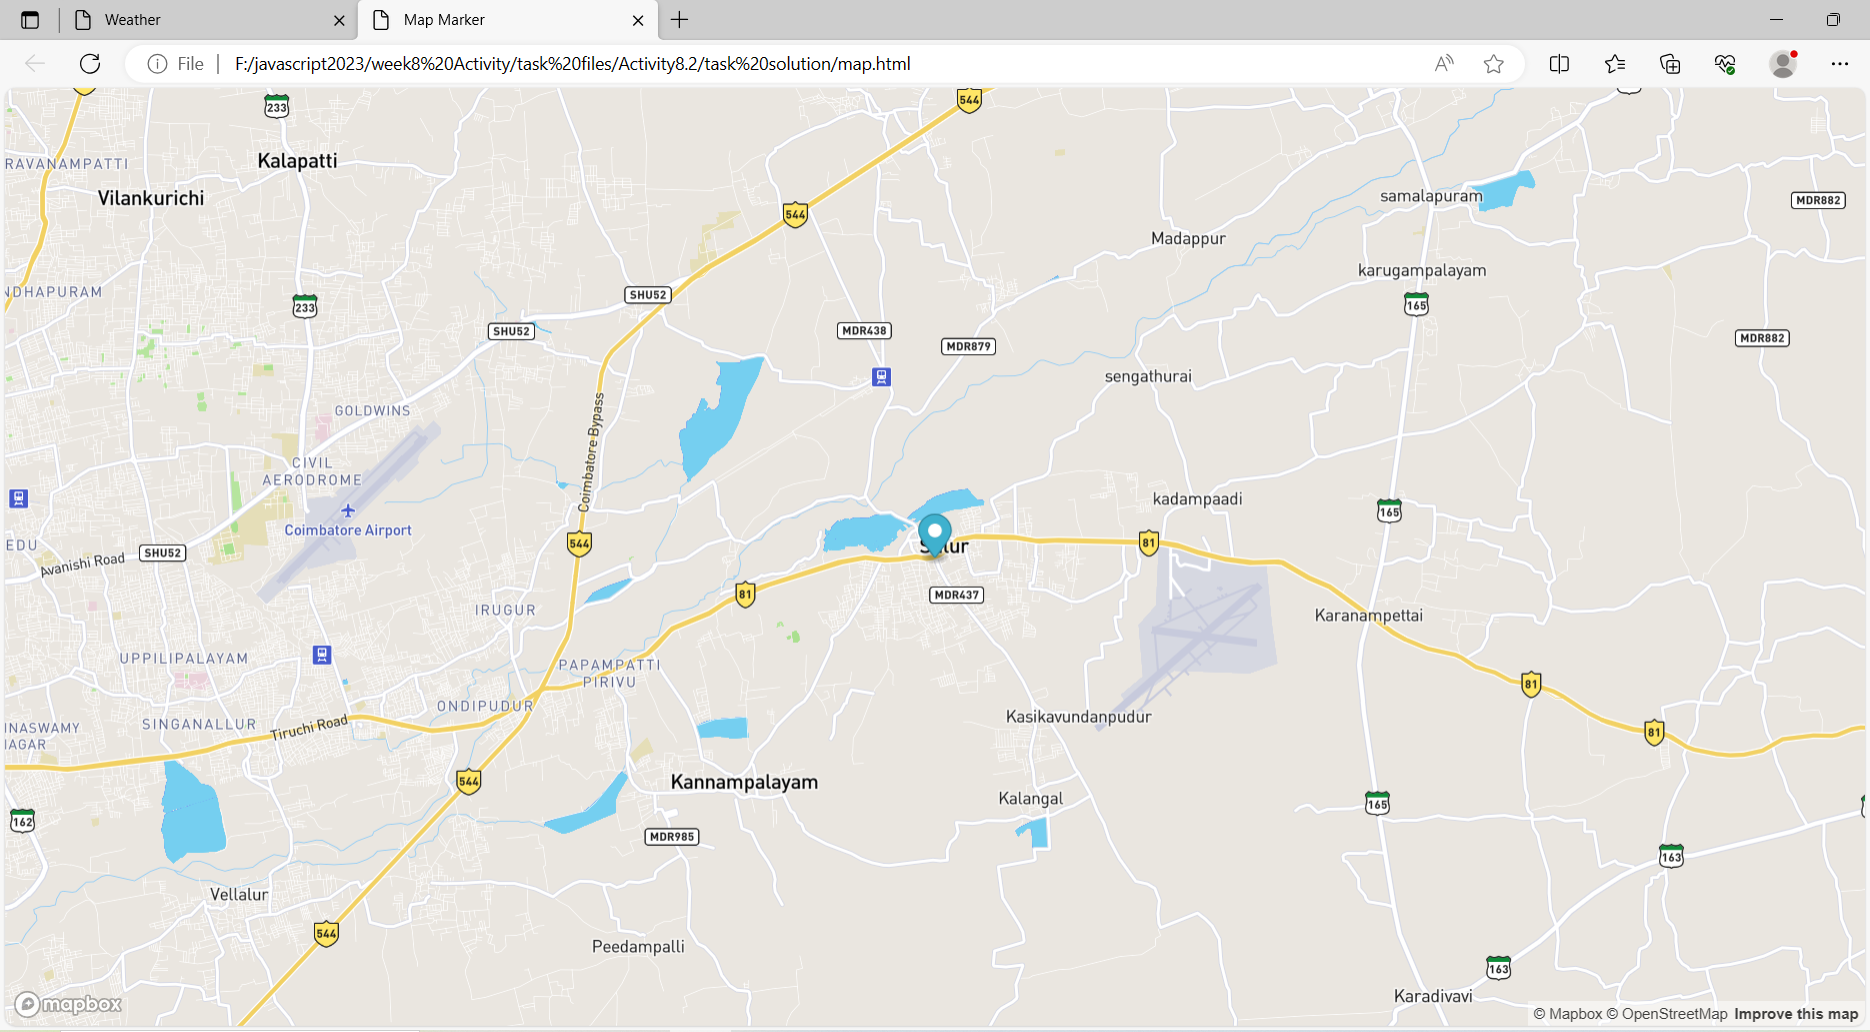 Weather
Map Marker
File
F:/javascript2023/week8%20Activity/task%20files/Activity8.2/task%20solution/map.html
544
233
RAVANAMPATTI
Kalapatti
Vilankurichi
samalapuram
MDR882
544
Madappur
karugampalayam
NDHAPURAM
SHU52
233
165
SHU52
MDR438
MDR879
MDR882
sengathurai
GOLDWINS
Coimbatore Bypass
CIVIL
AERODROME
kadampaadi
165
Coimbatore Airport
EDU
Avanishi Road
SHU52
544
81
81
MDR437
IRUGUR
Karanampettai
UPPILIPALAYAM
PAPAMPATTI
PIRIVU
81
ONDIPUDUR
SINGANALLUR
Tiruchi Road
INASWAMY
NAGAR
Kasikavundanpudur
81
544
Kannampalayam
Kalangal
165
162
MDR985
163
Vellalur
544
Peedampalli
163
Karadivavi
mapbox
© Mapbox © OpenStreetMap Improve this map